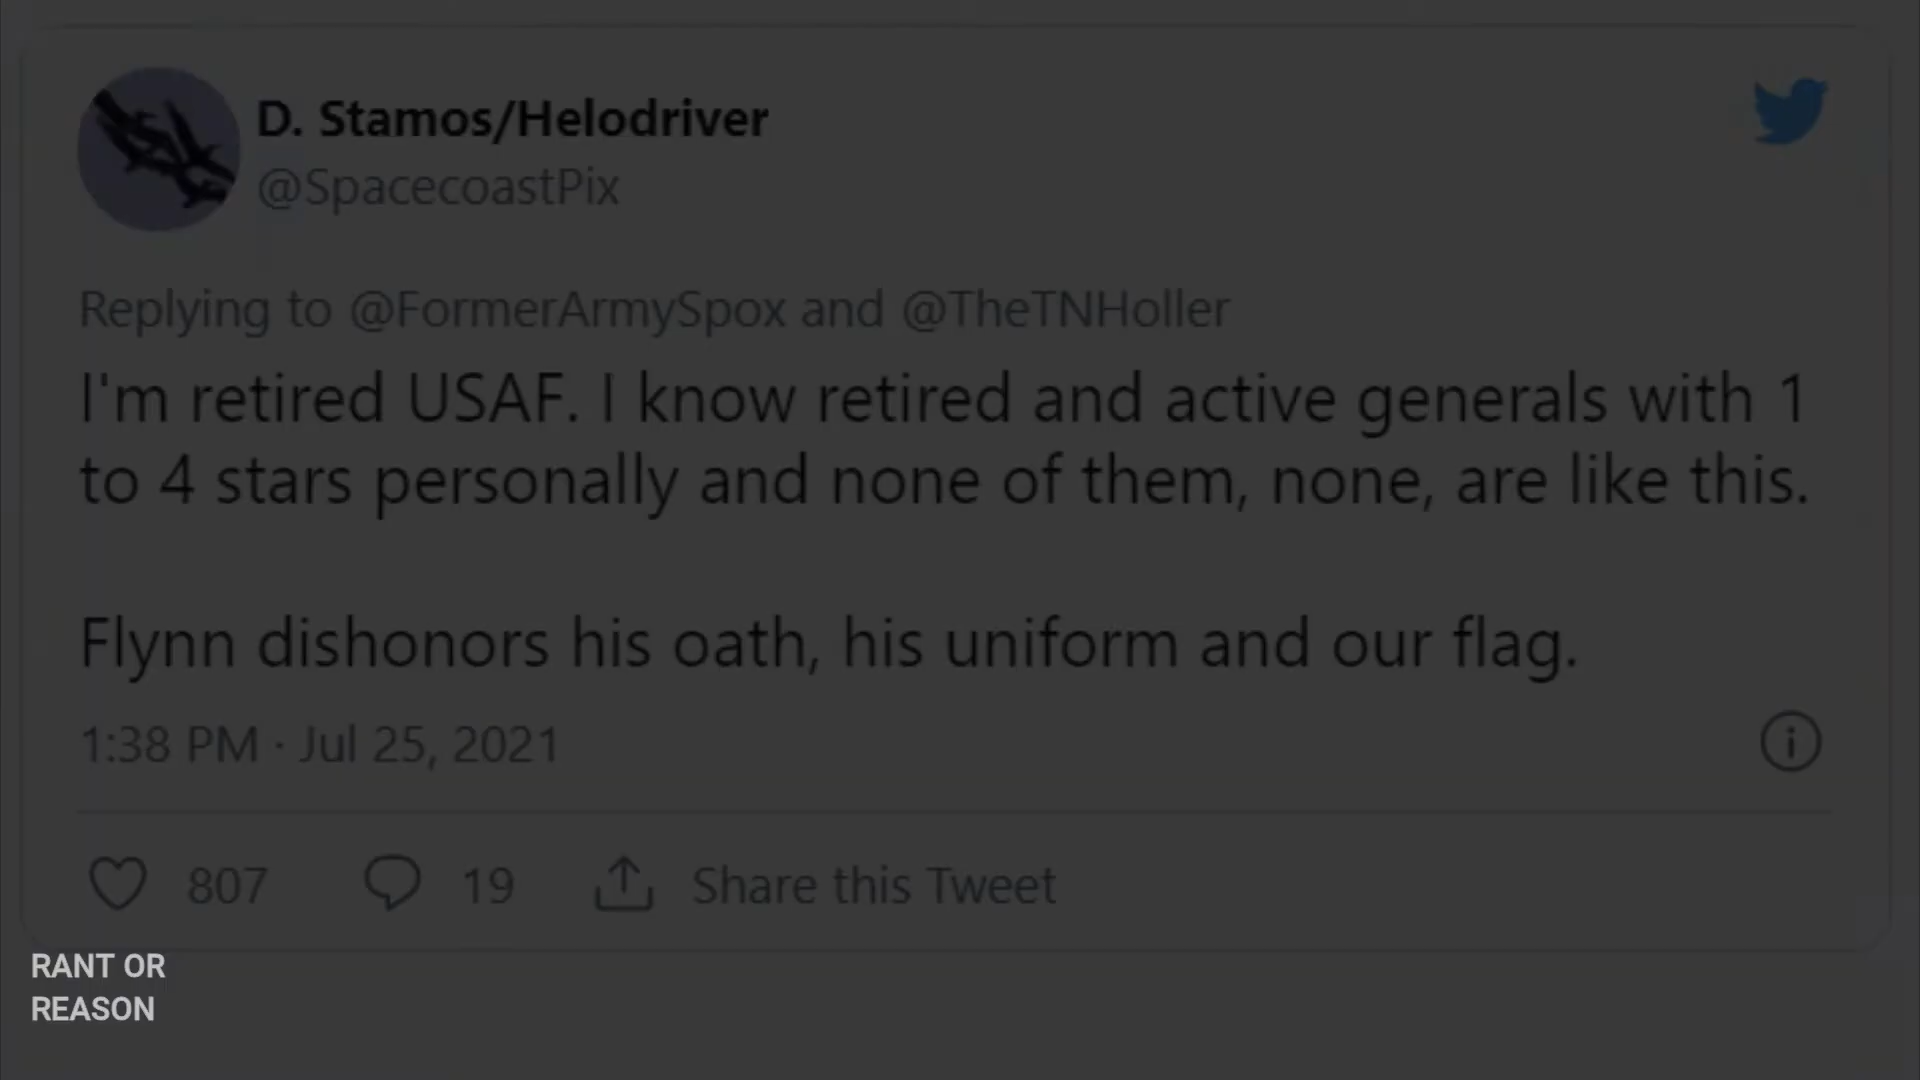 D. Stamos/Helodriver
@SpacecoastPix
Replying to @FormerArmySpox and @TheTNHoller
I'm retired USAF. I know retired and active generals with 1
to 4 stars personally and none of them, none, are like this.
Flynn dishonors his oath, his uniform and our flag.
1:38 PM · Jul 25, 2021
807 19 Share this Tweet
RANT OR
REASON